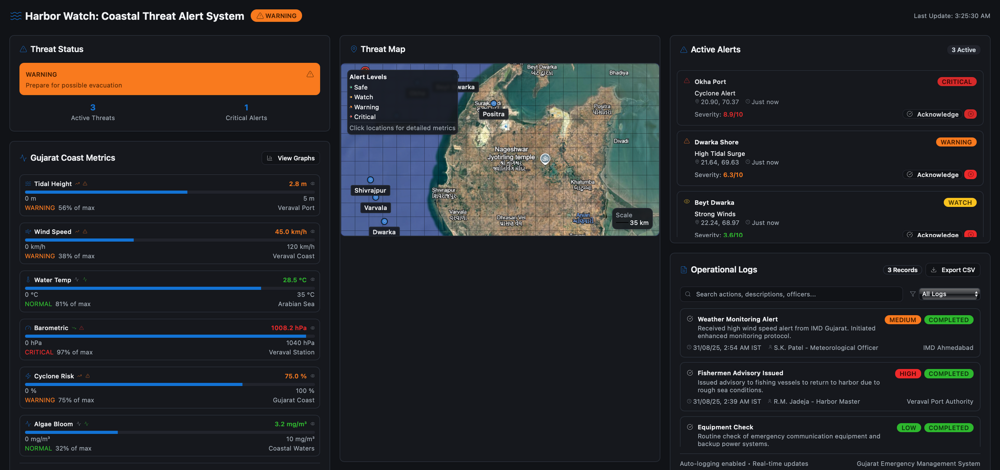 Harbor Watch: Coastal Threat Alert System
WARNING
Last Update: 3:25:30 AM
Threat Status
WARNING
Prepare for possible evacuation
3
Active Threats
1
Critical Alerts
Gujarat Coast Metrics
View Graphs
Tidal Height
2.8 m
0 m
5 m
WARNING 56% of max
Veraval Port
Wind Speed
45.0 km/h
0 km/h
120 km/h
WARNING 38% of max
Veraval Coast
Water Temp
28.5 °C
0 °C
35 °C
NORMAL 81% of max
Arabian Sea
Barometric
1008.2 hPa
0 hPa
1040 hPa
CRITICAL 97% of max
Veraval Station
Cyclone Risk
75.0 %
0 %
100 %
WARNING 75% of max
Gujarat Coast
Algae Bloom
3.2 mg/m³
0 mg/m³
10 mg/m³
NORMAL 32% of max
Coastal Waters
Threat Map
Alert Levels
Safe
Watch
Warning
Critical
Click locations for detailed metrics
Beyt Dwarka
બેટ દ્વારકા
Bhadiya
Positra
Positra
પોસીતરા
Divadi
Nageshwar
Jyotirling temple
Khatumba
ખાટુમ્બા
Shivrajpur
Shivrajpur
શિવરાજપુર
Varvala
Varvala
વરવાળા
Dhrasan Vel
ધ્રાસણ વેલ
Aniari
અણિયારી
Dwarka
Scale
35 km
Active Alerts
3 Active
Okha Port
CRITICAL
Cyclone Alert
20.90, 70.37 Just now
Severity: 8.9/10
Acknowledge
Dwarka Shore
WARNING
High Tidal Surge
21.64, 69.63 Just now
Severity: 6.3/10
Acknowledge
Beyt Dwarka
WATCH
Strong Winds
22.24, 68.97 Just now
Severity: 3.6/10
Acknowledge
Operational Logs
3 Records
Export CSV
Search actions, descriptions, officers...
All Logs
Weather Monitoring Alert
MEDIUM
COMPLETED
Received high wind speed alert from IMD Gujarat. Initiated
enhanced monitoring protocol.
31/08/25, 2:54 AM IST S.K. Patel - Meteorological Officer
IMD Ahmedabad
Fishermen Advisory Issued
HIGH
COMPLETED
Issued advisory to fishing vessels to return to harbor due to
rough sea conditions.
31/08/25, 2:39 AM IST R.M. Jadeja - Harbor Master
Veraval Port Authority
Equipment Check
LOW
COMPLETED
Routine check of emergency communication equipment and
backup power systems.
Auto-logging enabled • Real-time updates
Gujarat Emergency Management System